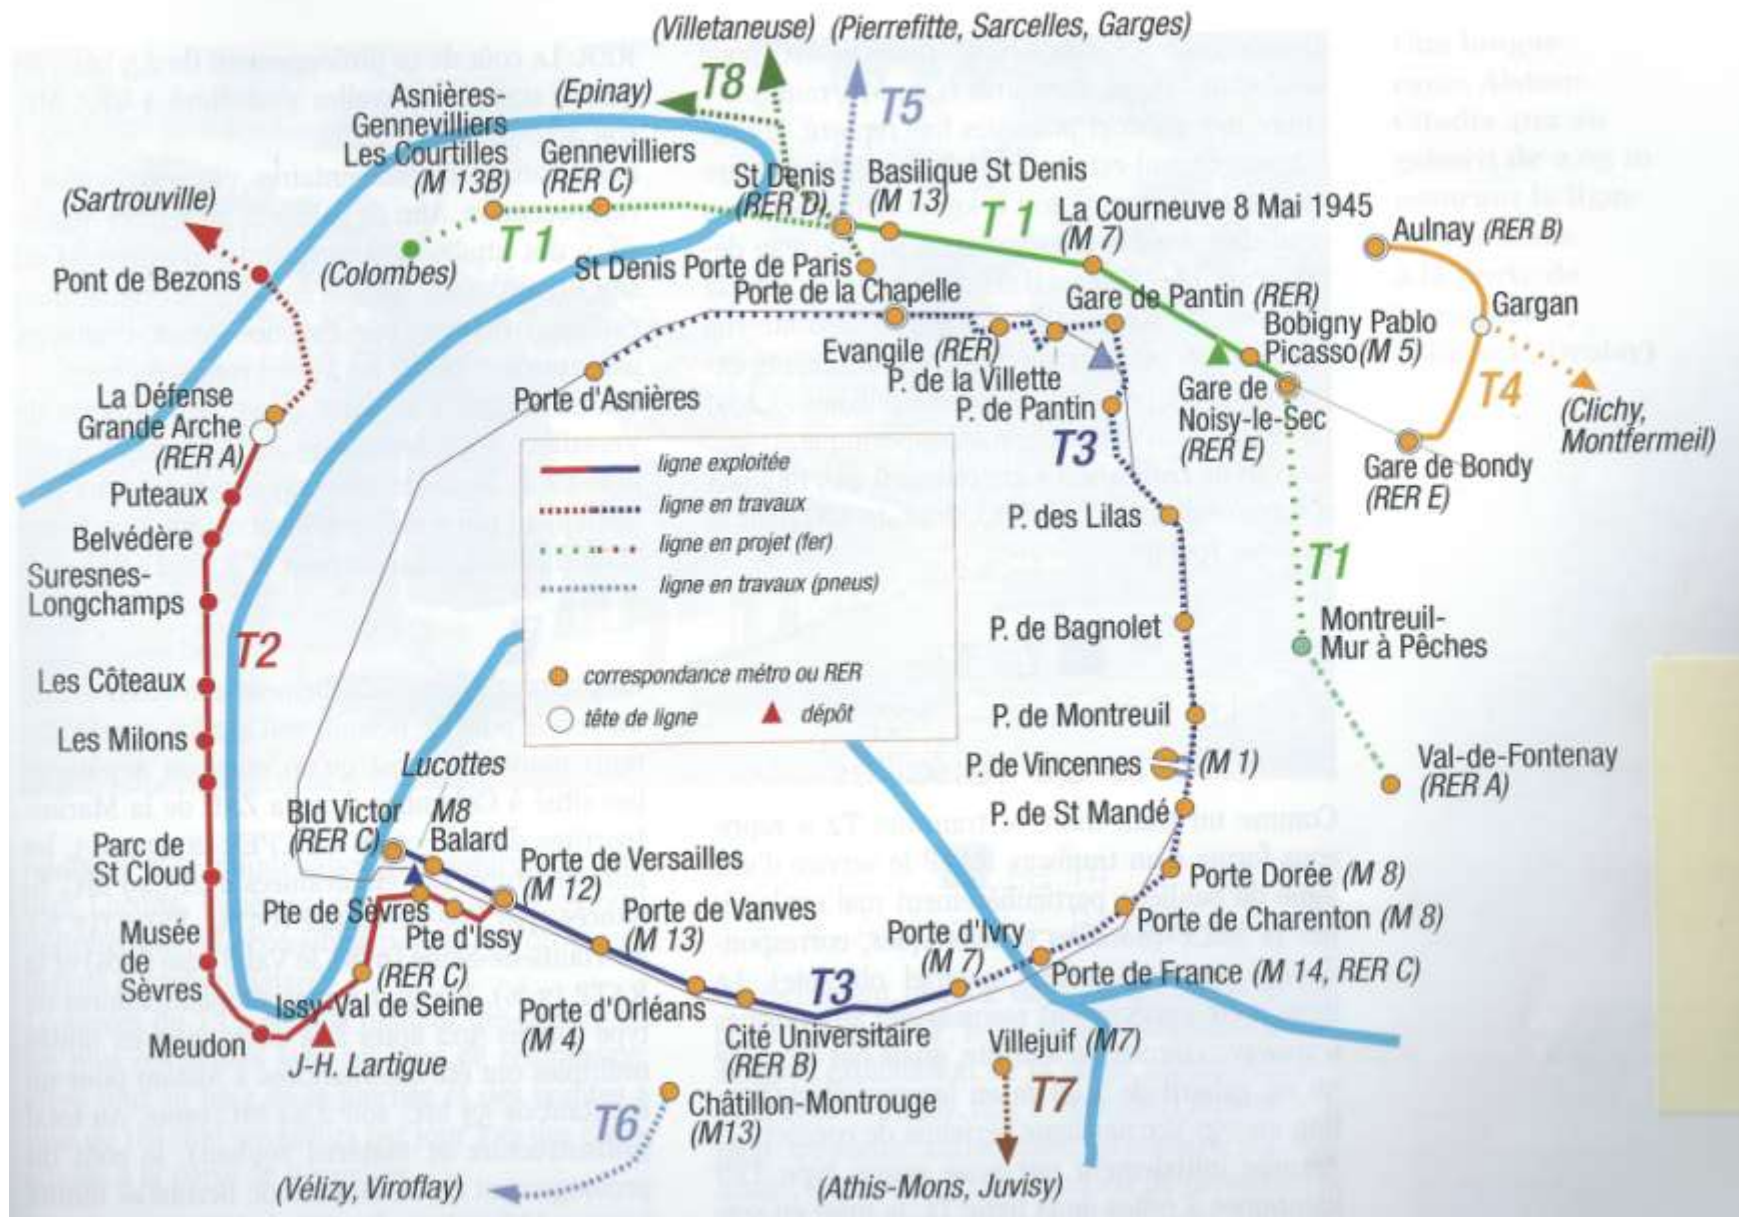 (Villetaneuse) (Pierrefitte, Sarcelles, Garges)
T8
T5
(Epinay)
Asnières-
Gennevilliers
Les Courtilles
(M 13B)
Gennevilliers
(RER C)
St Denis
(RER D)
Basilique St Denis
(M 13)
T 1
T 1
La Courneuve 8 Mai 1945
(M 7)
Aulnay (RER B)
(Sartrouville)
Pont de Bezons
(Colombes)
St Denis Porte de Paris
Porte de la Chapelle
Gare de Pantin (RER)
Gargan
Bobigny Pablo
Picasso (M 5)
Evangile (RER)
P. de la Villette
P. de Pantin
Porte d'Asnières
Gare de
Noisy-le-Sec
(RER E)
T4
(Clichy,
Montfermeil)
La Défense
Grande Arche
(RER A)
T3
Gare de Bondy
(RER E)
ligne exploitée
ligne en travaux
ligne en projet (fer)
ligne en travaux (pneus)
correspondance métro ou RER
tête de ligne
dépôt
Puteaux
Belvédère
Suresnes-
Longchamps
T2
Les Côteaux
Les Milons
P. des Lilas
T1
P. de Bagnolet
Montreuil-
Mur à Pêches
P. de Montreuil
P. de Vincennes
(M 1)
Val-de-Fontenay
(RER A)
P. de St Mandé
Lucottes
Bld Victor
(RER C)
M8
Balard
Parc de
St Cloud
Porte de Versailles
(M 12)
Porte Dorée (M 8)
Pte de Sèvres
Pte d'Issy
Porte de Vanves
(M 13)
Porte de Charenton (M 8)
Musée
de
Sèvres
(RER C)
Issy-Val de Seine
Porte d'Ivry
(M 7)
Porte de France (M 14, RER C)
T3
Porte d'Orléans
(M 4)
Meudon
J-H. Lartigue
Cité Universitaire
(RER B)
Villejuif (M7)
T7
Châtillon-Montrouge
(M13)
T6
(Vélizy, Viroflay)
(Athis-Mons, Juvisy)